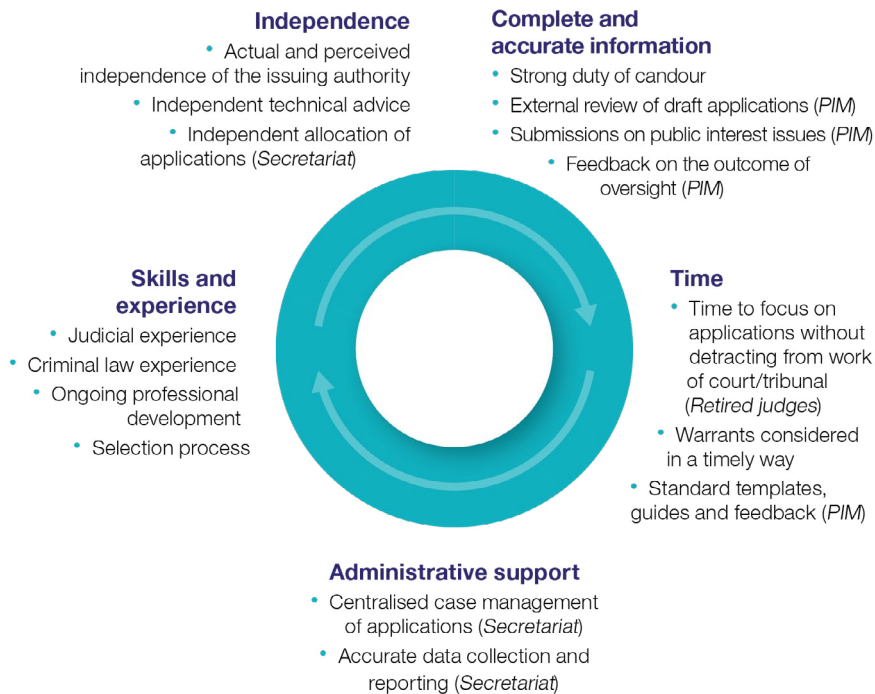 Independence
• Actual and perceived
independence of the issuing authority
• Independent technical advice
• Independent allocation of
applications (Secretariat)
Complete and
accurate information
• Strong duty of candour
• External review of draft applications (PIM)
• Submissions on public interest issues (PIM)
• Feedback on the outcome of
oversight (PIM)
Skills and
experience
• Judicial experience
• Criminal law experience
• Ongoing professional
development
• Selection process
Time
• Time to focus on
applications without
detracting from work
of court/tribunal
(Retired judges)
• Warrants considered
in a timely way
• Standard templates,
guides and feedback (PIM)
Administrative support
• Centralised case management
of applications (Secretariat)
• Accurate data collection and
reporting (Secretariat)